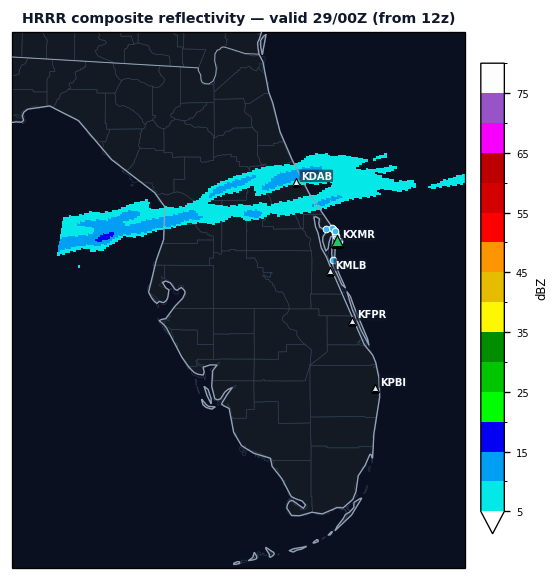 HRRR composite reflectivity — valid 29/00Z (from 12z)
KDAB
KXMR
KMLB
KFPR
KPBI
75
65
55
45
35
25
15
5
dBZ